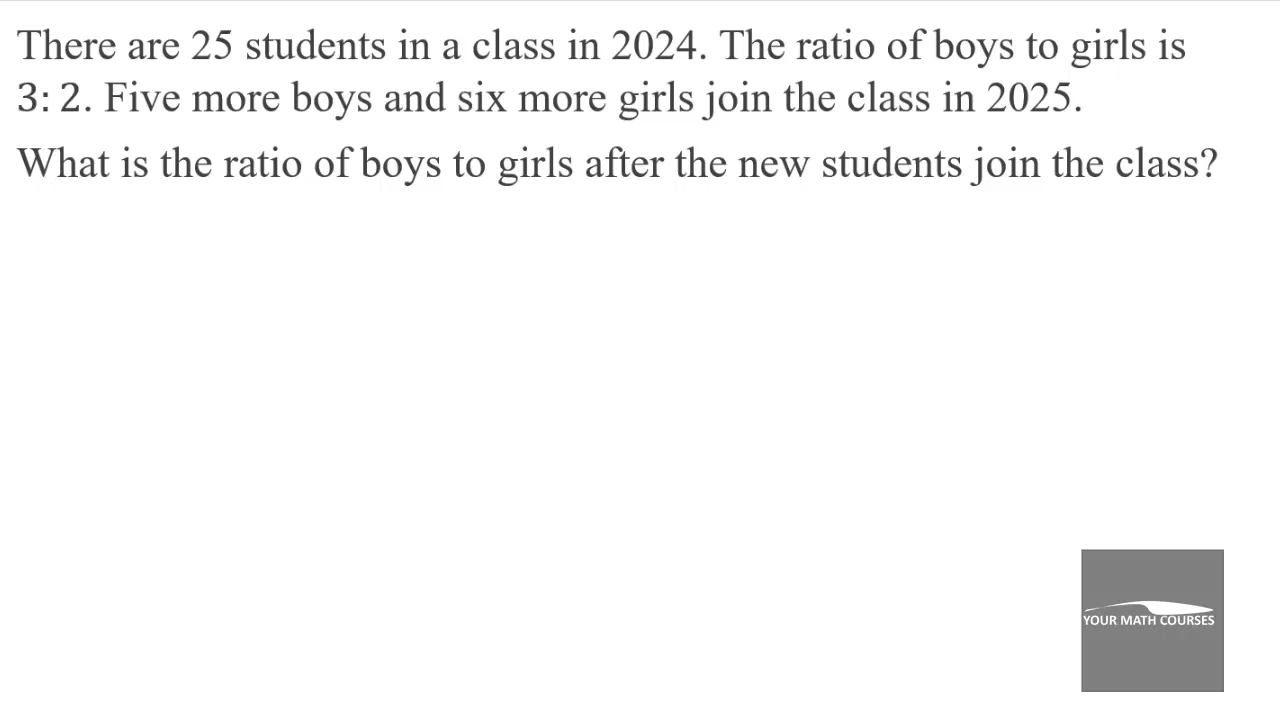 There are 25 students in a class in 2024. The ratio of boys to girls is
3: 2. Five more boys and six more girls join the class in 2025.
What is the ratio of boys to girls after the new students join the class?
YOUR MATH COURSES